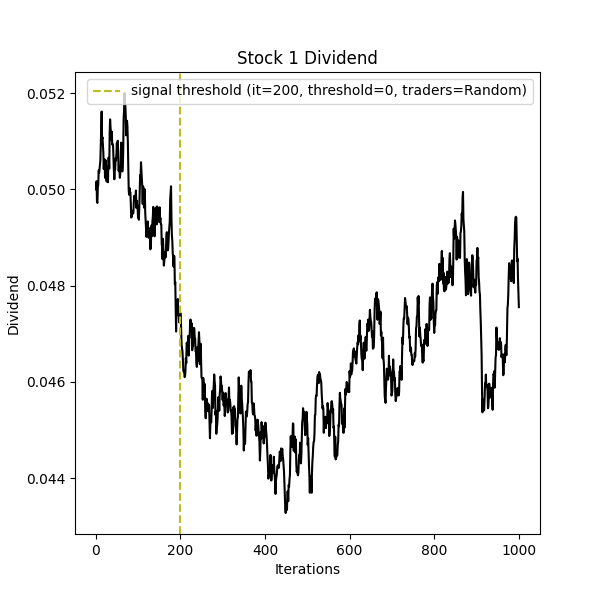 Stock 1 Dividend
signal threshold (it=200, threshold=0, traders=Random)
0.052
0.050
0.048
0.046
0.044
Dividend
0 200 400 600 800 1000
Iterations